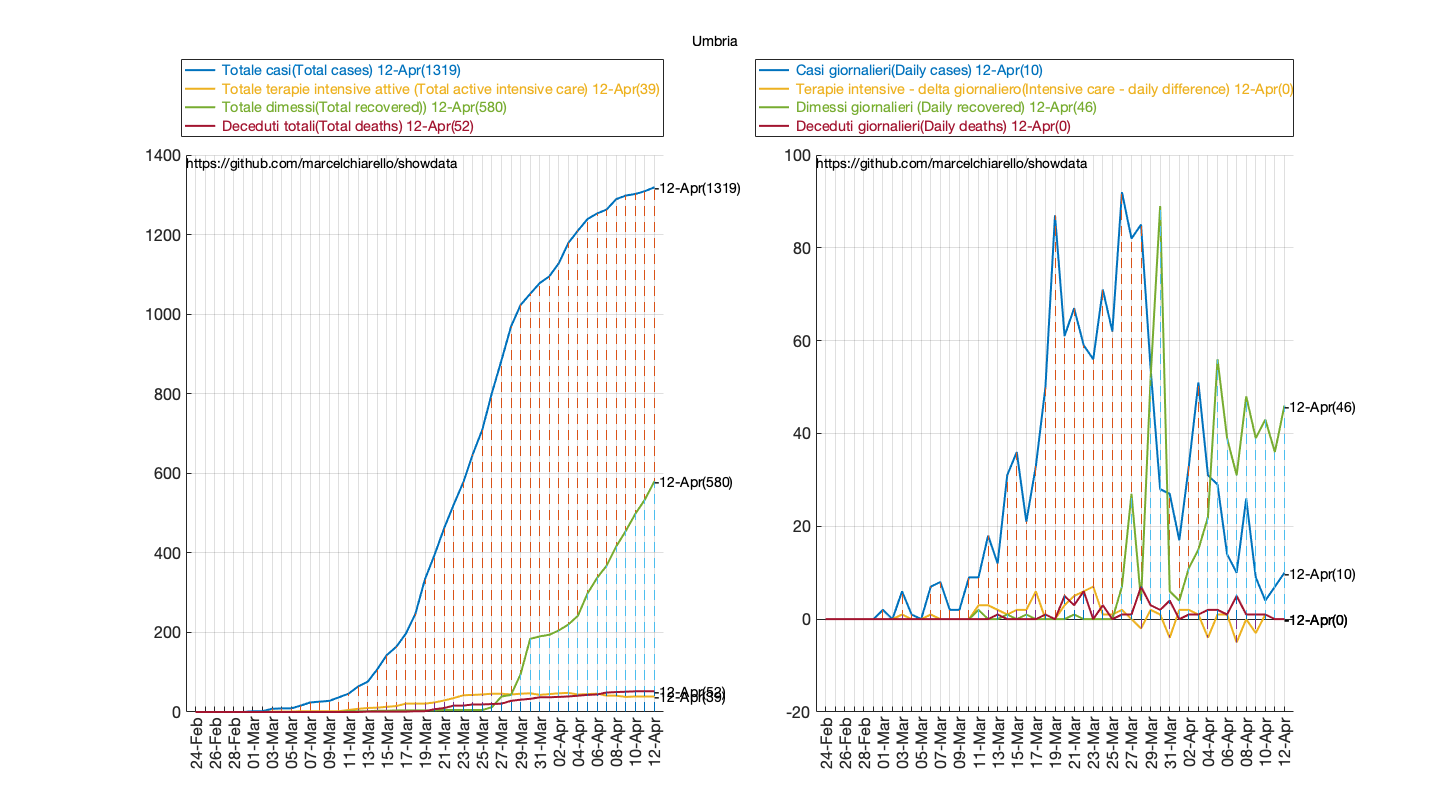 Umbria
Totale casi(Total cases) 12-Apr(1319)
Totale terapie intensive attive (Total active intensive care) 12-Apr(39)
Totale dimessi(Total recovered)) 12-Apr(580)
Deceduti totali(Total deaths) 12-Apr(52)
https://github.com/marcelchiarello/showdata
1400
1200
1000
800
600
400
200
0
12-Apr(1319)
12-Apr(580)
12-Apr(52)
12-Apr(39)
24-Feb
26-Feb
28-Feb
01-Mar
03-Mar
05-Mar
07-Mar
09-Mar
11-Mar
13-Mar
15-Mar
17-Mar
19-Mar
21-Mar
23-Mar
25-Mar
27-Mar
29-Mar
31-Mar
02-Apr
04-Apr
06-Apr
08-Apr
10-Apr
12-Apr
Casi giornalieri(Daily cases) 12-Apr(10)
Terapie intensive - delta giornaliero(Intensive care - daily difference) 12-Apr(0)
Dimessi giornalieri (Daily recovered) 12-Apr(46)
Deceduti giornalieri(Daily deaths) 12-Apr(0)
https://github.com/marcelchiarello/showdata
100
80
60
40
20
0
-20
12-Apr(46)
12-Apr(10)
12-Apr(0)
24-Feb
26-Feb
28-Feb
01-Mar
03-Mar
05-Mar
07-Mar
09-Mar
11-Mar
13-Mar
15-Mar
17-Mar
19-Mar
21-Mar
23-Mar
25-Mar
27-Mar
29-Mar
31-Mar
02-Apr
04-Apr
06-Apr
08-Apr
10-Apr
12-Apr